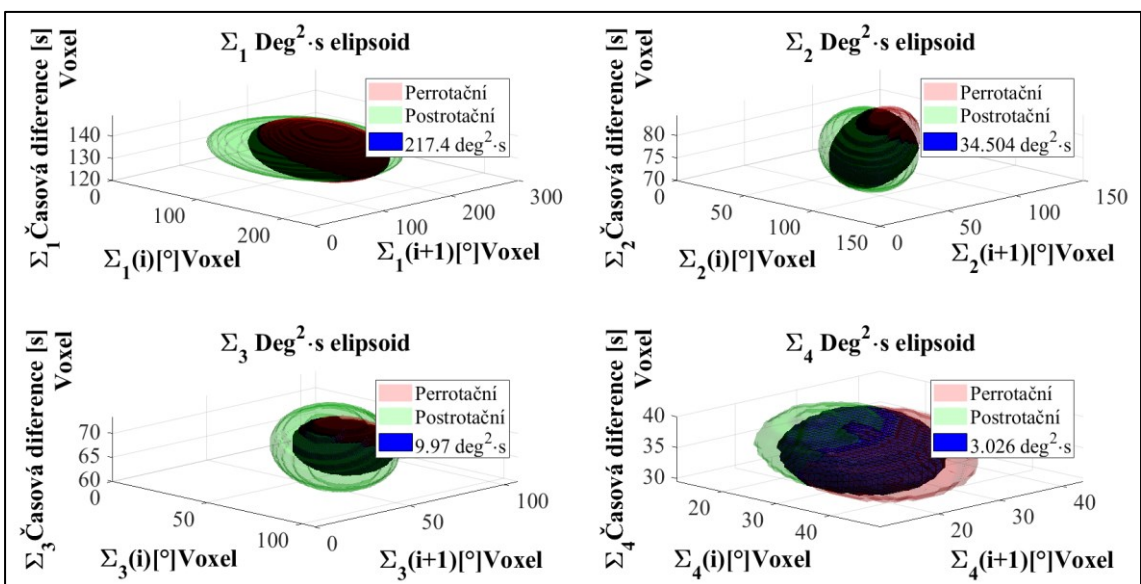 Σ₁ Deg²·s elipsoid
Σ₁Časová diference [s]
Voxel
Perrotační
Postrotační
217.4 deg²·s
140
130
120
0
100
200
0
100
200
300
Σ₁(i)[°]Voxel
Σ₁(i+1)[°]Voxel
Σ₂ Deg²·s elipsoid
Σ₂Časová diference [s]
Voxel
Perrotační
Postrotační
34.504 deg²·s
80
75
70
0
50
100
150
0
50
100
150
Σ₂(i)[°]Voxel
Σ₂(i+1)[°]Voxel
Σ₃ Deg²·s elipsoid
Σ₃Časová diference [s]
Voxel
Perrotační
Postrotační
9.97 deg²·s
70
65
60
0
50
100
0
50
100
Σ₃(i)[°]Voxel
Σ₃(i+1)[°]Voxel
Σ₄ Deg²·s elipsoid
Σ₄Časová diference [s]
Voxel
Perrotační
Postrotační
3.026 deg²·s
40
35
30
20
30
40
20
30
40
Σ₄(i)[°]Voxel
Σ₄(i+1)[°]Voxel